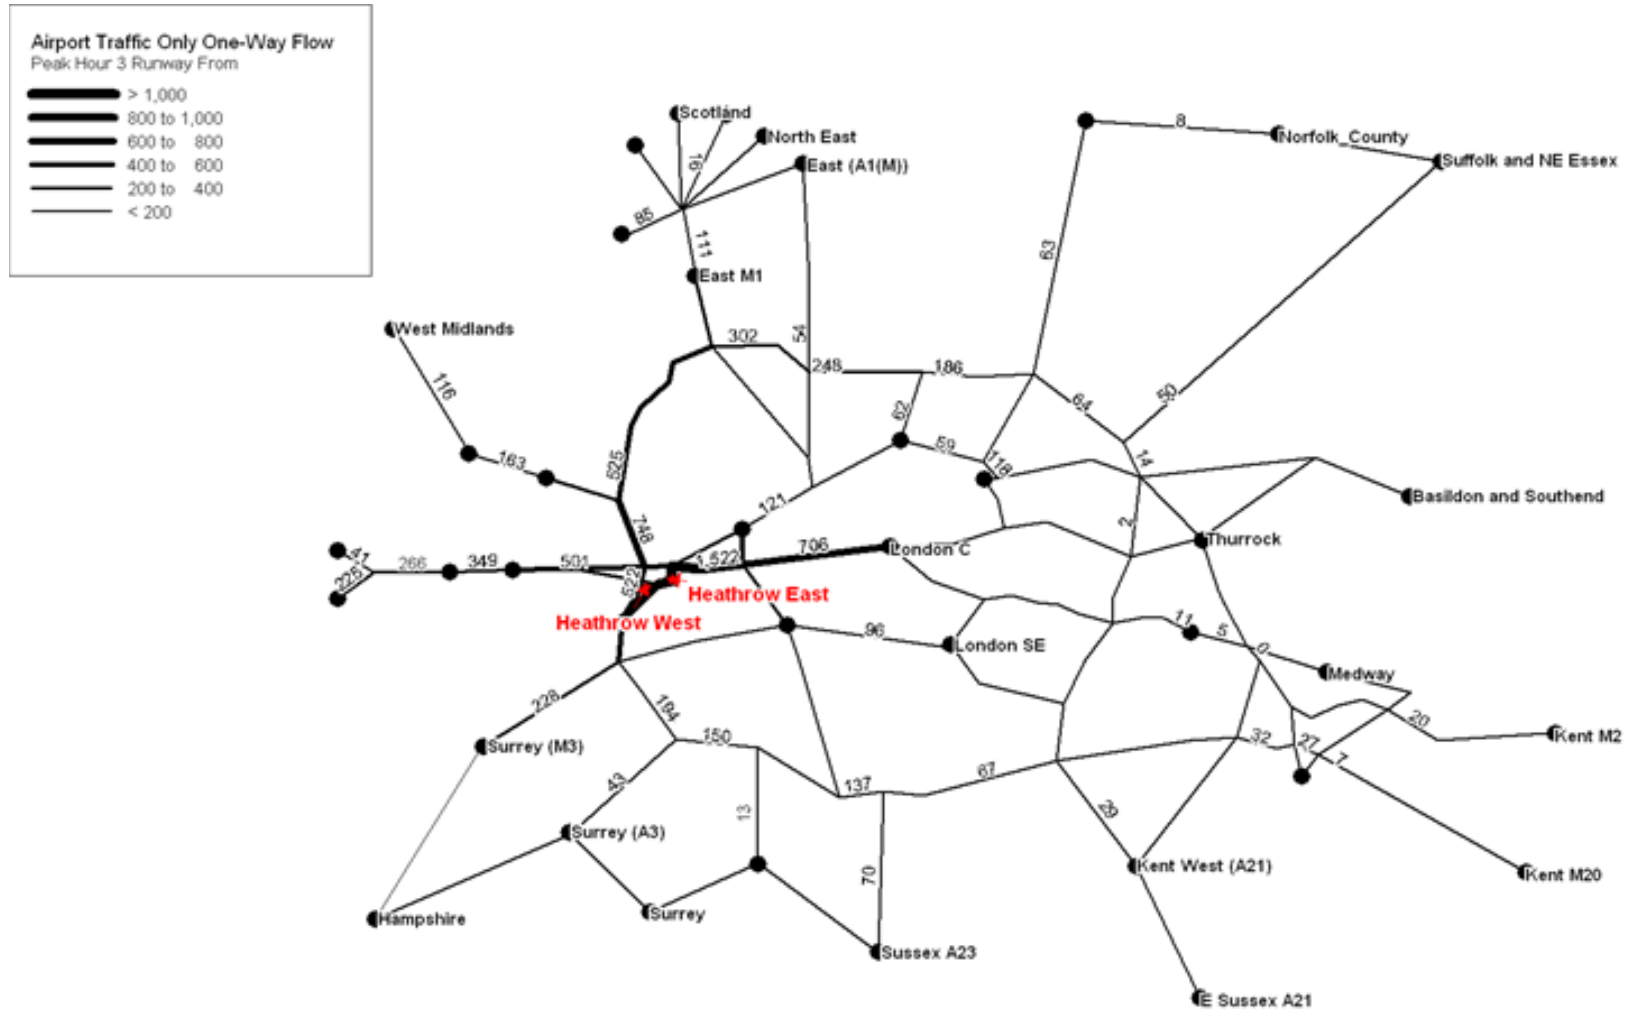 Airport Traffic Only One-Way Flow
Peak Hour 3 Runway From
> 1,000
800 to 1,000
600 to 800
400 to 600
200 to 400
< 200
Scotland
North East
East (A1(M))
16
85
111
East M1
8
Norfolk_County
Suffolk and NE Essex
63
West Midlands
116
163
302
54
248
186
62
59
118
64
50
14
2
525
748
121
Basildon and Southend
Thurrock
41
225
266
349
501
522
1,522
706
London C
Heathrow East
Heathrow West
96
London SE
11
5
0
Medway
228
194
150
Surrey (M3)
43
137
67
32
27
7
20
Kent M2
13
70
29
Surrey (A3)
Hampshire
Surrey
Sussex A23
Kent West (A21)
Kent M20
E Sussex A21